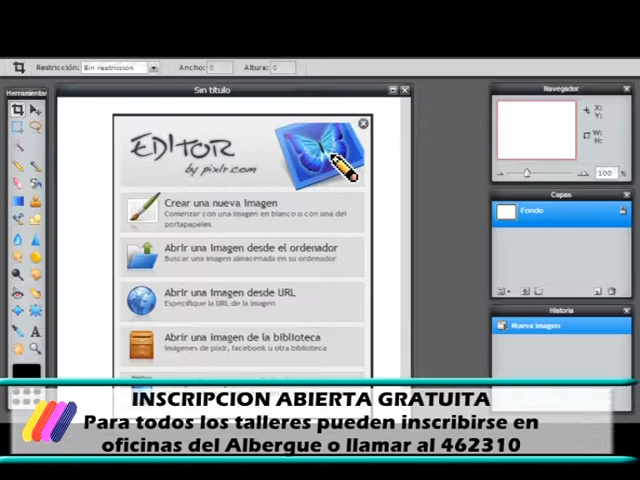 Restricción: Sin restricción Ancho: 0 Altura: 0
Herramientas
Sin título
Navegador
X:
Y:
W:
H:
100 %
EDITOR
by pixlr.com
Crear una nueva imagen
Comenzar con una imagen en blanco o con una del
portapapeles
Abrir una imagen desde el ordenador
Buscar una imagen almacenada en su ordenador
Abrir una imagen desde URL
Especifique la URL de la imagen
Abrir una imagen de la biblioteca
Imágenes de pixlr, facebook u otra biblioteca
Capas
Fondo
Historia
Nueva imagen
INSCRIPCION ABIERTA GRATUITA
Para todos los talleres pueden inscribirse en
oficinas del Albergue o llamar al 462310